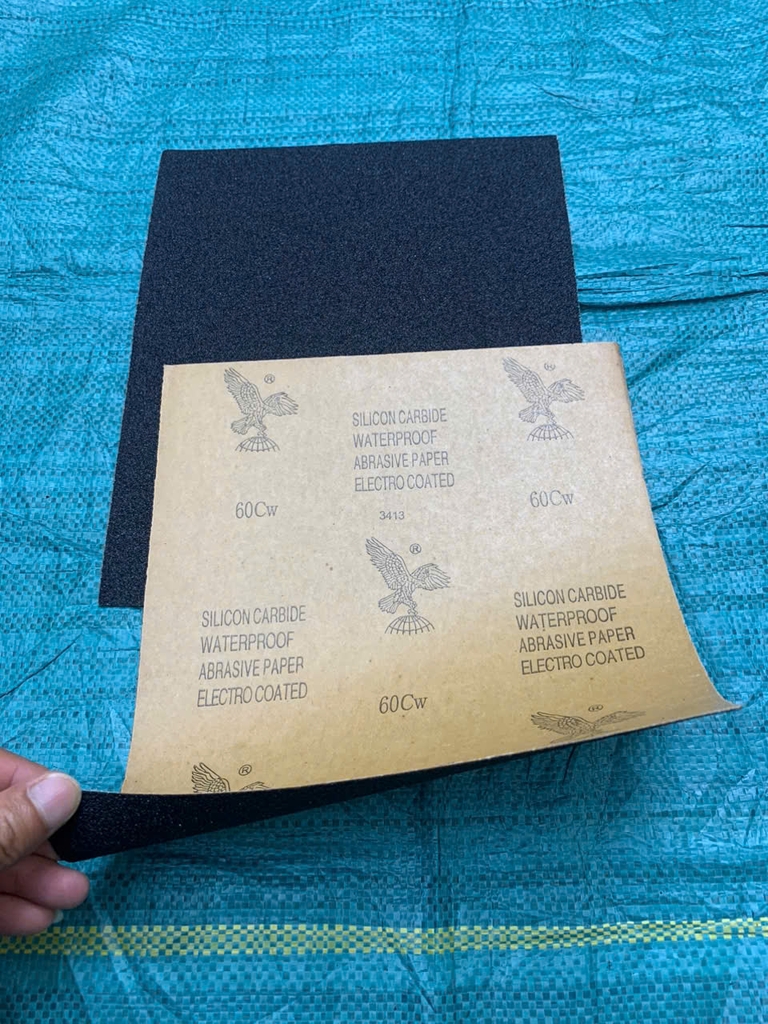 ®
®
SILICON CARBIDE
WATERPROOF
ABRASIVE PAPER
ELECTRO COATED
60Cw
3413
60Cw
®
SILICON CARBIDE
WATERPROOF
ABRASIVE PAPER
ELECTRO COATED
SILICON CARBIDE
WATERPROOF
ABRASIVE PAPER
ELECTRO COATED
60Cw
®
®